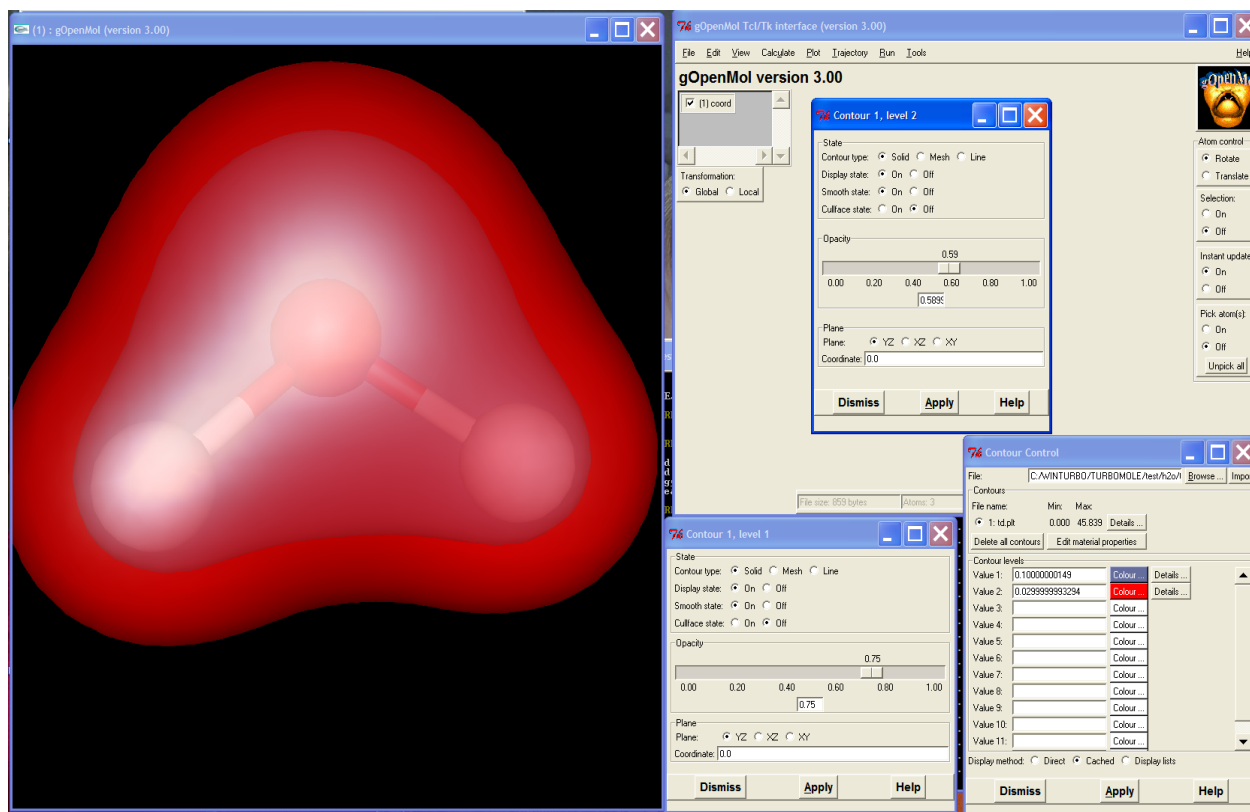 (1) : gOpenMol (version 3.00)
7% gOpenMol Tcl/Tk interface (version 3.00)
File Edit View Calculate Plot Trajectory Run Tools Help
gOpenMol version 3.00
(1) coord
Transformation:
Global Local
Contour 1, level 2
State
Contour type: Solid Mesh Line
Display state: On Off
Smooth state: On Off
Cullface state: On Off
Opacity
0.59
0.00 0.20 0.40 0.60 0.80 1.00
0.589
Plane
Plane: YZ XZ XY
Coordinate: 0.0
Dismiss Apply Help
gOpenMo
Atom control
Rotate
Translate
Selection:
On
Off
Instant update
On
Off
Pick atom(s):
On
Off
Unpick all
File size: 859 bytes Atoms: 3
Contour 1, level 1
State
Contour type: Solid Mesh Line
Display state: On Off
Smooth state: On Off
Cullface state: On Off
Opacity
0.75
0.00 0.20 0.40 0.60 0.80 1.00
0.75
Plane
Plane: YZ XZ XY
Coordinate: 0.0
Dismiss Apply Help
Contour Control
File: C:/WINTURBO/TURBOMOLE/test/h2o/t Browse ... Impor
Contours
File name: Min: Max:
1: td.plt 0.000 45.839 Details ...
Delete all contours Edit material properties
Contour levels
Value 1: 0.10000000149 Colour ... Details ...
Value 2: 0.0299999993294 Colour ... Details ...
Value 3: Colour ...
Value 4: Colour ...
Value 5: Colour ...
Value 6: Colour ...
Value 7: Colour ...
Value 8: Colour ...
Value 9: Colour ...
Value 10: Colour ...
Value 11: Colour ...
Display method: Direct Cached Display lists
Dismiss Apply Help